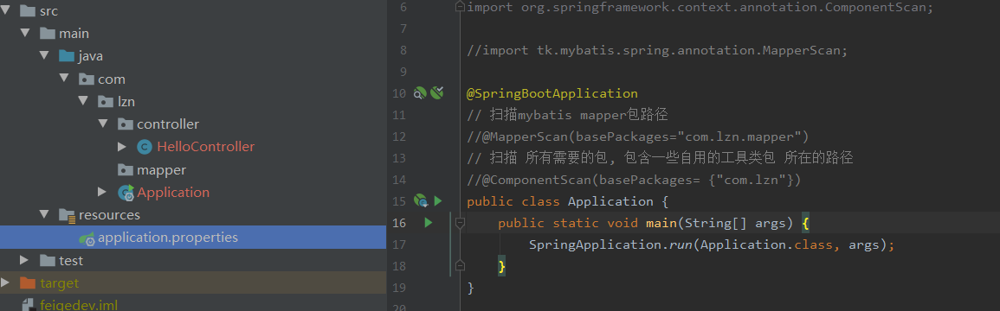 src
main
java
com
lzn
controller
HelloController
mapper
Application
resources
application.properties
test
target
feigedev.iml
6 import org.springframework.context.annotation.ComponentScan;
7
8 //import tk.mybatis.spring.annotation.MapperScan;
9
10 @SpringBootApplication
11 // 扫描mybatis mapper包路径
12 //@MapperScan(basePackages="com.lzn.mapper")
13 // 扫描 所有需要的包, 包含一些自用的工具类包 所在的路径
14 //@ComponentScan(basePackages= {"com.lzn"})
15 public class Application {
16 public static void main(String[] args) {
17 SpringApplication.run(Application.class, args);
18 }
19 }
20